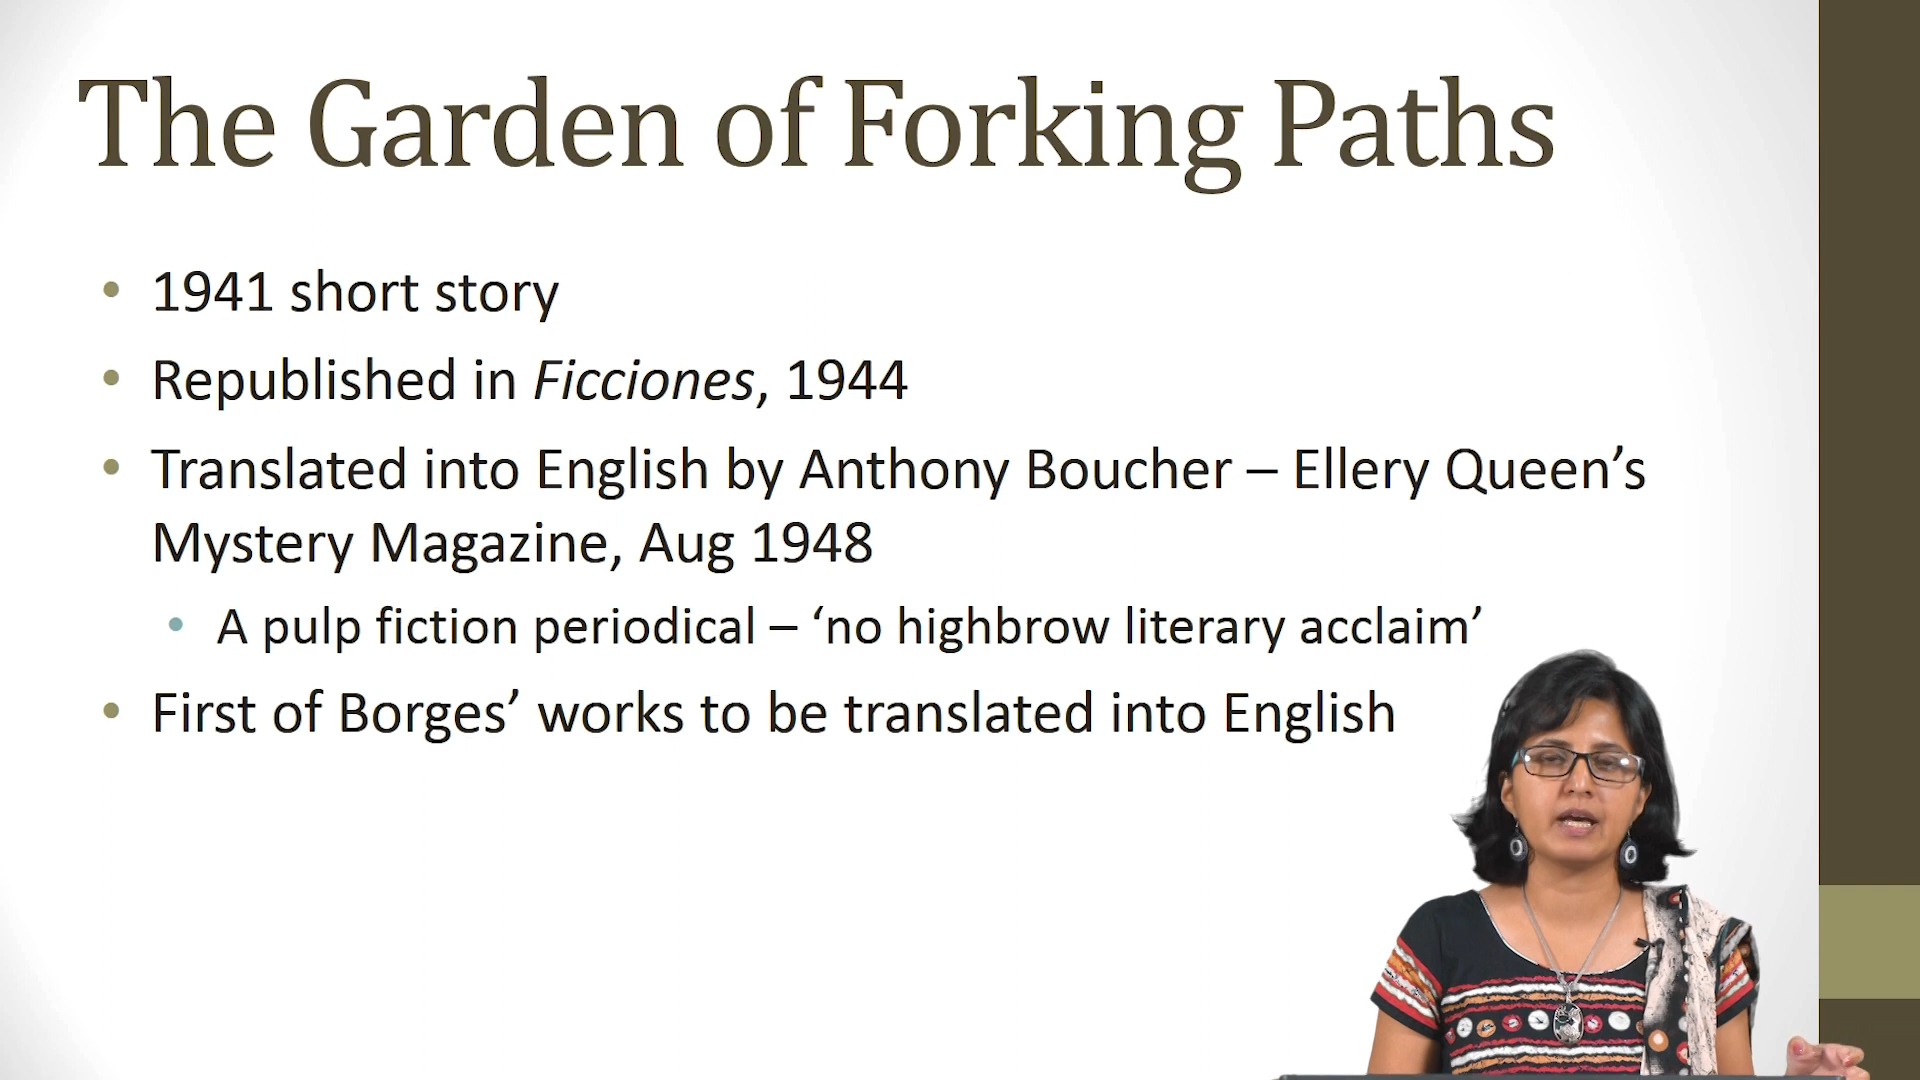 The Garden of Forking Paths
• 1941 short story
• Republished in Ficciones, 1944
• Translated into English by Anthony Boucher – Ellery Queen’s
Mystery Magazine, Aug 1948
• A pulp fiction periodical – ‘no highbrow literary acclaim’
• First of Borges’ works to be translated into English